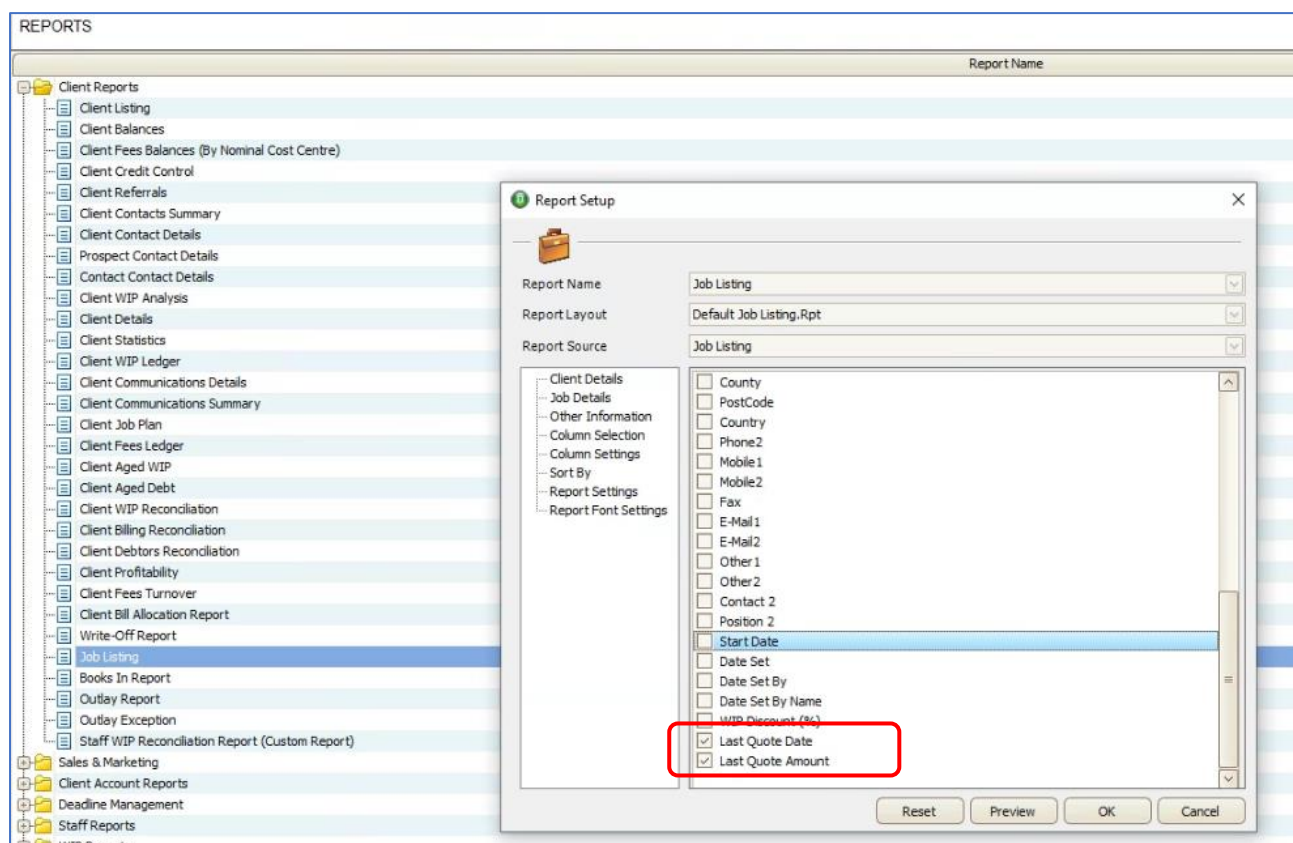 REPORTS
Report Name
Client Reports
Client Listing
Client Balances
Client Fees Balances (By Nominal Cost Centre)
Client Credit Control
Client Referrals
Client Contacts Summary
Client Contact Details
Prospect Contact Details
Contact Contact Details
Client WIP Analysis
Client Details
Client Statistics
Client WIP Ledger
Client Communications Details
Client Communications Summary
Client Job Plan
Client Fees Ledger
Client Aged WIP
Client Aged Debt
Client WIP Reconciliation
Client Billing Reconciliation
Client Debtors Reconciliation
Client Profitability
Client Fees Turnover
Client Bill Allocation Report
Write-Off Report
Job Listing
Books In Report
Outlay Report
Outlay Exception
Staff WIP Reconciliation Report (Custom Report)
Sales & Marketing
Client Account Reports
Deadline Management
Staff Reports
Report Setup
Report Name
Job Listing
Report Layout
Default Job Listing.Rpt
Report Source
Job Listing
Client Details
Job Details
Other Information
Column Selection
Column Settings
Sort By
Report Settings
Report Font Settings
County
PostCode
Country
Phone2
Mobile1
Mobile2
Fax
E-Mail1
E-Mail2
Other1
Other2
Contact 2
Position 2
Start Date
Date Set
Date Set By
Date Set By Name
WIP Discount (%)
Last Quote Date
Last Quote Amount
Reset
Preview
OK
Cancel